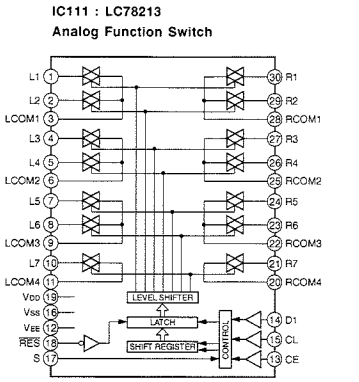 IC111 : LC78213
Analog Function Switch
L1 1 30 R1
L2 2 29 R2
LCOM1 3 28 RCOM1
L3 4 27 R3
L4 5 26 R4
LCOM2 6 25 RCOM2
L5 7 24 R5
L6 8 23 R6
LCOM3 9 22 RCOM3
L7 10 21 R7
LCOM4 11 20 RCOM4
VDD 19 LEVEL SHIFTER
VSS 16
VEE 12 LATCH CONTROL 14 D1
RES 18 15 CL
S 17 SHIFT REGISTER 13 CE